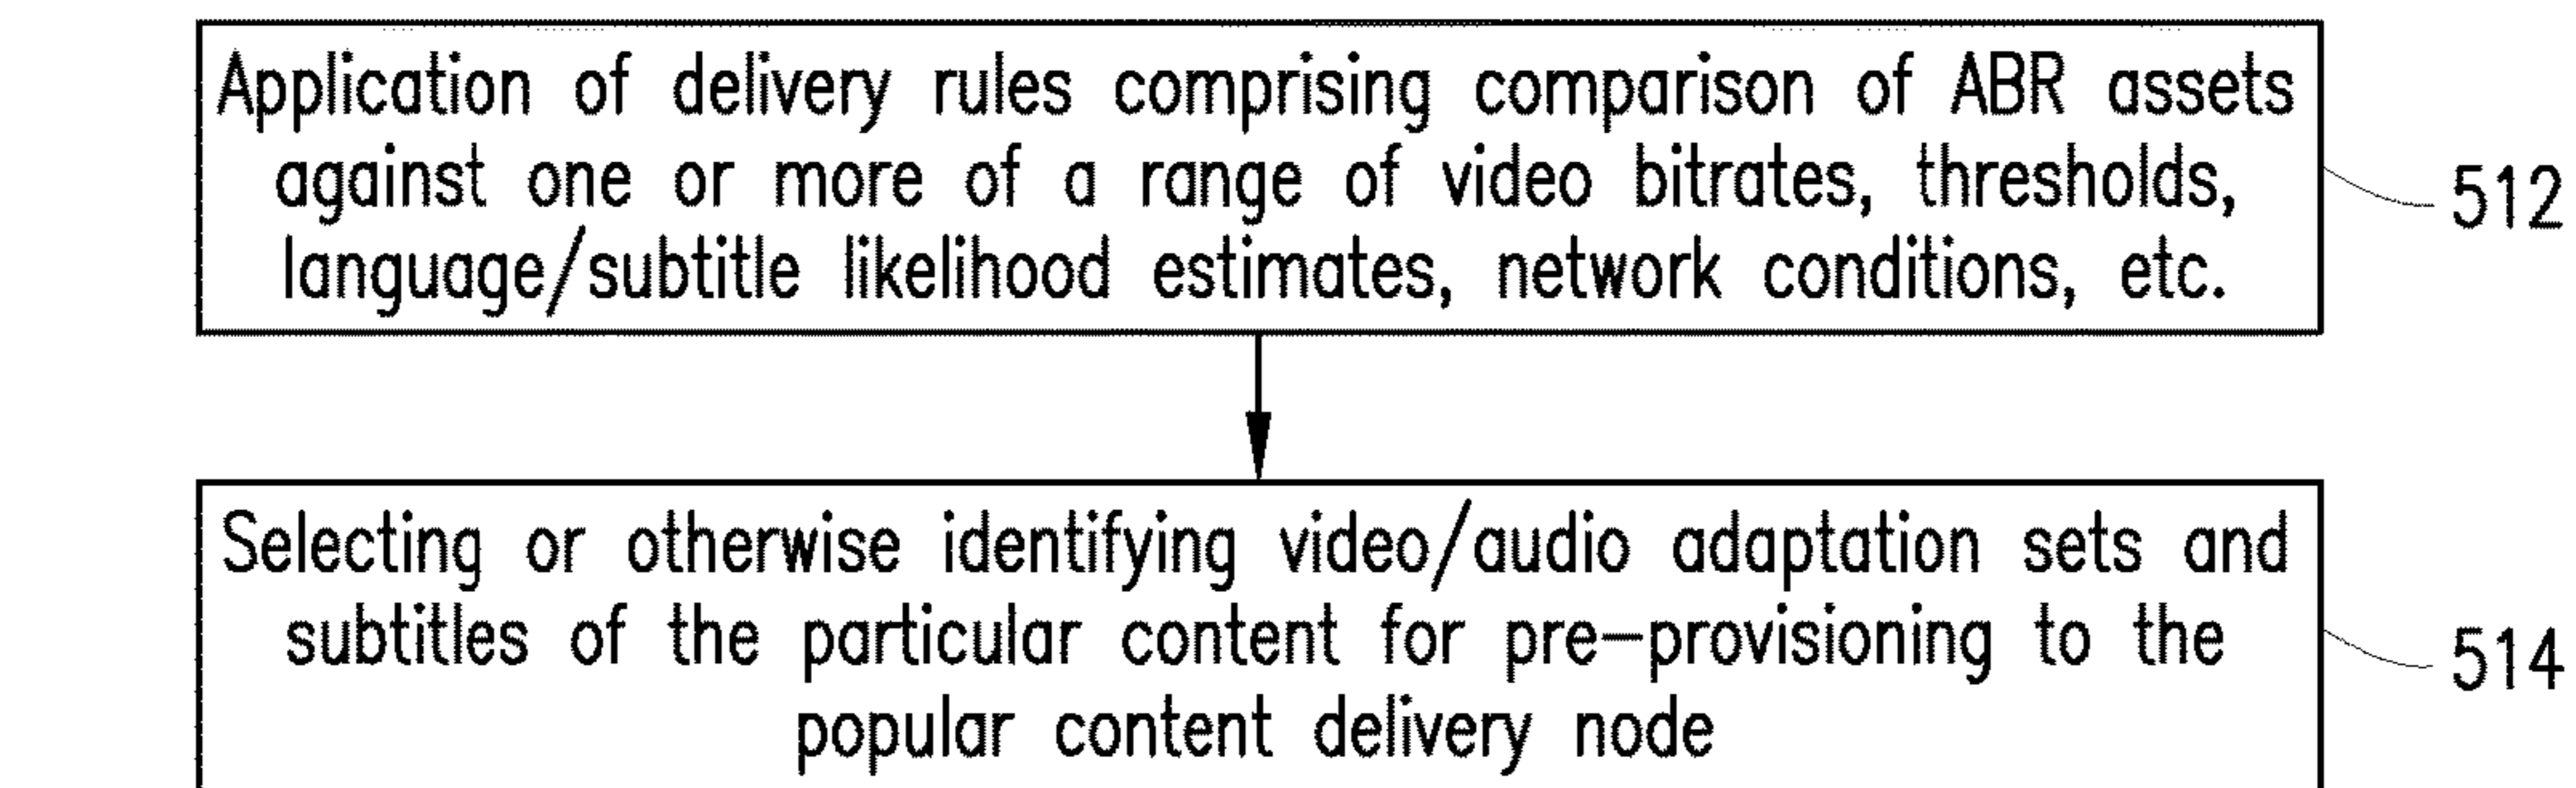 Application of delivery rules comprising comparison of ABR assets
against one or more of a range of video bitrates, thresholds,
language/subtitle likelihood estimates, network conditions, etc.
512
Selecting or otherwise identifying video/audio adaptation sets and
subtitles of the particular content for pre-provisioning to the
popular content delivery node
514